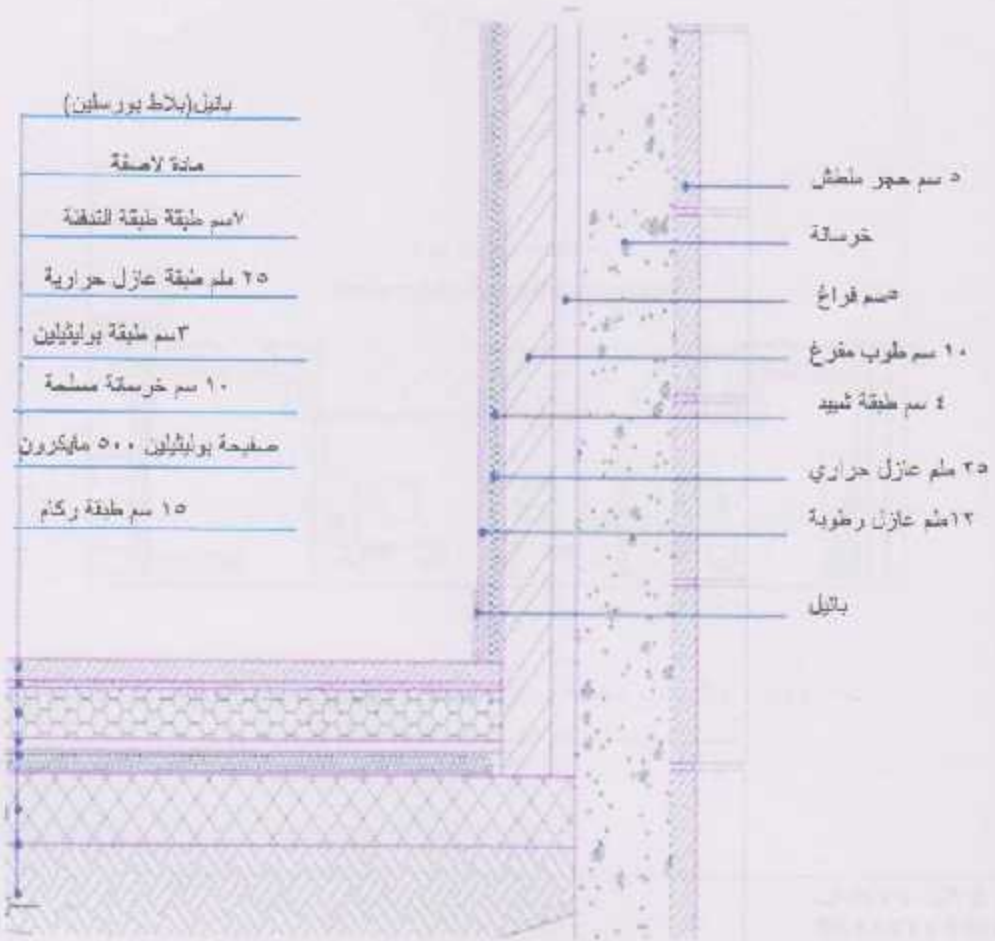 ٥ سم حجر ملطش
خرسانة
٥سم فراغ
١٠ سم طوب مفرغ
٤ سم طبقة شيبد
٢٥ ملم عازل حراري
١٢ملم عازل رطوبة
بانيل
بانيل(بلاط بورسلين)
مادة لاصقة
٧سم طبقة طبقة التدفئة
٢٥ ملم طبقة عازل حرارية
٣سم طبقة بوليثيلين
١٠ سم خرسانة مسلحة
صفيحة بوليثيلين ٥٠٠ مايكرون
١٥ سم طبقة ركام